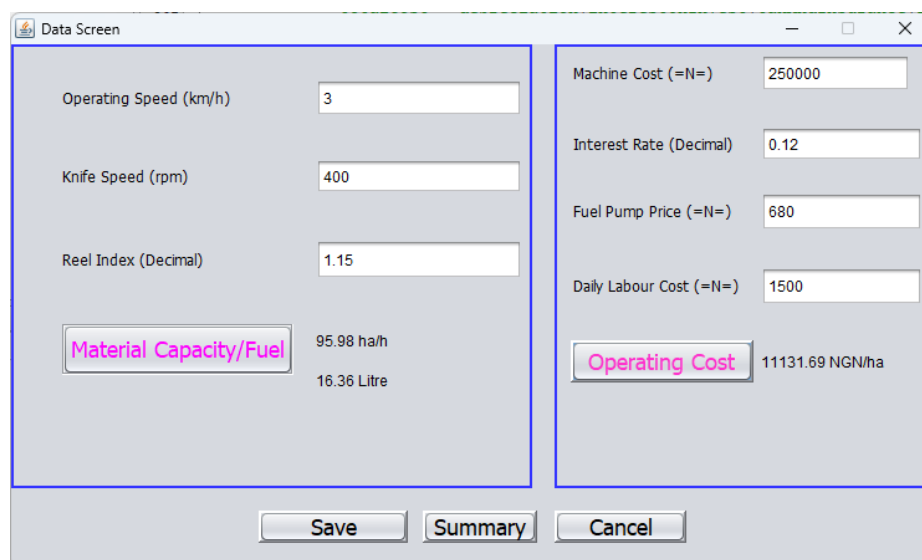 Data Screen
Operating Speed (km/h)
3
Knife Speed (rpm)
400
Reel Index (Decimal)
1.15
Material Capacity/Fuel
95.98 ha/h
16.36 Litre
Machine Cost (=N=)
250000
Interest Rate (Decimal)
0.12
Fuel Pump Price (=N=)
680
Daily Labour Cost (=N=)
1500
Operating Cost
11131.69 NGN/ha
Save
Summary
Cancel